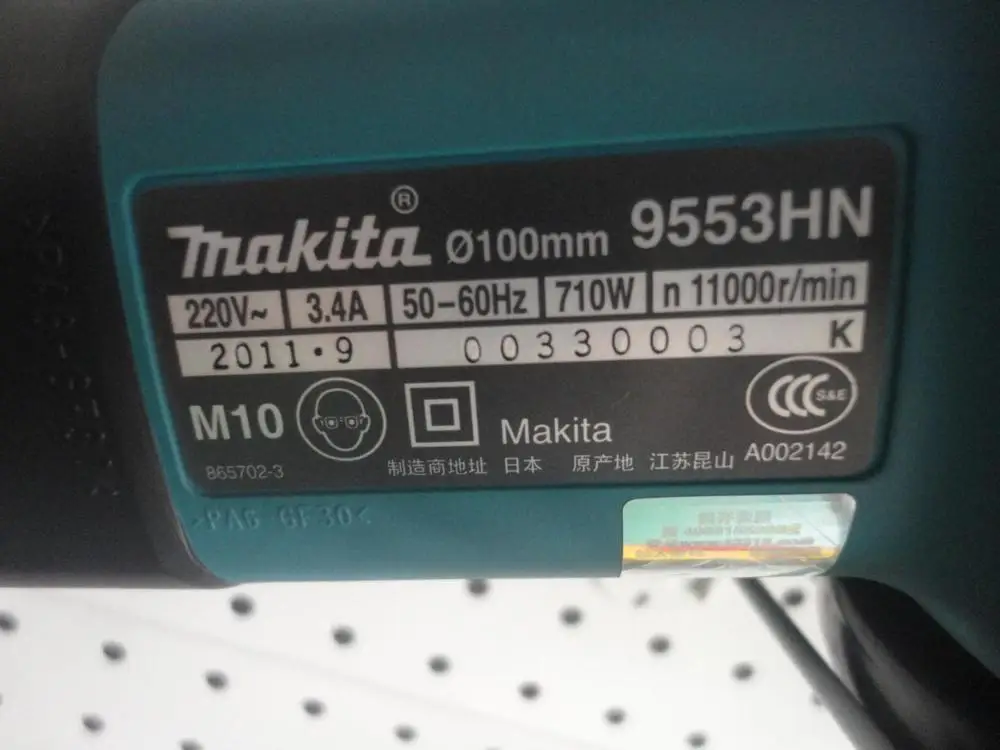 Makita® Ø100mm 9553HN
220V~ 3.4A 50-60Hz 710W n 11000r/min
2011·9 00330003 K
M10 Makita CCC S&E
865702-3 制造商地址 日本 原产地 江苏昆山 A002142
>PA6 GF30<